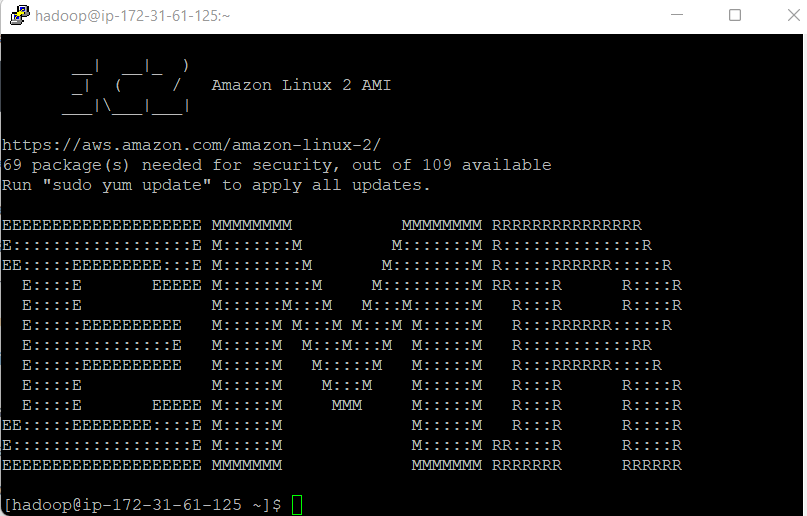 hadoop@ip-172-31-61-125:~
       __|  __|_  )
       _|  (     /   Amazon Linux 2 AMI
      ___|\___|___|
https://aws.amazon.com/amazon-linux-2/
69 package(s) needed for security, out of 109 available
Run "sudo yum update" to apply all updates.
EEEEEEEEEEEEEEEEEEEE MMMMMMMM           MMMMMMMM RRRRRRRRRRRRRRR
E::::::::::::::::::E M:::::::M         M:::::::M R::::::::::::::R
EE:::::EEEEEEEEE:::E M::::::::M       M::::::::M R:::::RRRRRR:::::R
  E::::E       EEEEE M:::::::::M     M:::::::::M RR::::R      R::::R
  E::::E             M::::::M:::M   M:::M::::::M   R:::R      R::::R
  E:::::EEEEEEEEEE   M:::::M M:::M M:::M M:::::M   R:::RRRRRR:::::R
  E::::::::::::::E   M:::::M  M:::M:::M  M:::::M   R:::::::::::RR
  E:::::EEEEEEEEEE   M:::::M   M:::::M   M:::::M   R:::RRRRRR::::R
  E::::E             M:::::M    M:::M    M:::::M   R:::R      R::::R
  E::::E       EEEEE M:::::M     MMM     M:::::M   R:::R      R::::R
EE:::::EEEEEEEE::::E M:::::M             M:::::M   R:::R      R::::R
E::::::::::::::::::E M:::::M             M:::::M RR::::R      R::::R
EEEEEEEEEEEEEEEEEEEE MMMMMMM             MMMMMMM RRRRRRR      RRRRRR
[hadoop@ip-172-31-61-125 ~]$